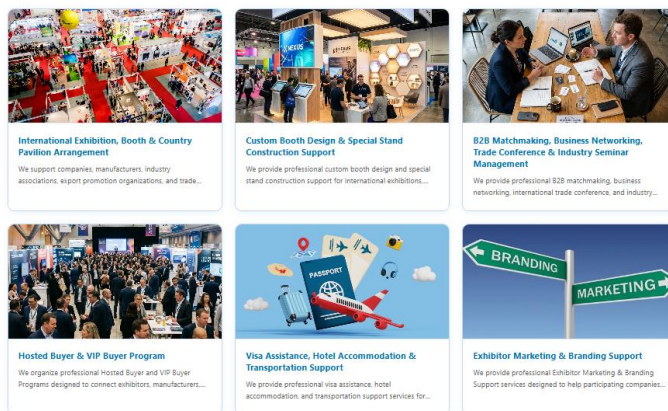 NEXUS
International Exhibition, Booth & Country
Pavilion Arrangement
We support companies, manufacturers, industry
associations, export promotion organizations, and trade...
Custom Booth Design & Special Stand
Construction Support
We provide professional custom booth design and special
stand construction support for international exhibitions,...
B2B Matchmaking, Business Networking,
Trade Conference & Industry Seminar
Management
We provide professional B2B matchmaking, business
networking, international trade conference, and industry...
PASSPORT
BRANDING
MARKETING
Hosted Buyer & VIP Buyer Program
We organize professional Hosted Buyer and VIP Buyer
Programs designed to connect exhibitors, manufacturers,...
Visa Assistance, Hotel Accommodation &
Transportation Support
We provide professional visa assistance, hotel
accommodation, and transportation support services for...
Exhibitor Marketing & Branding Support
We provide professional Exhibitor Marketing & Branding
Support services designed to help participating companies...